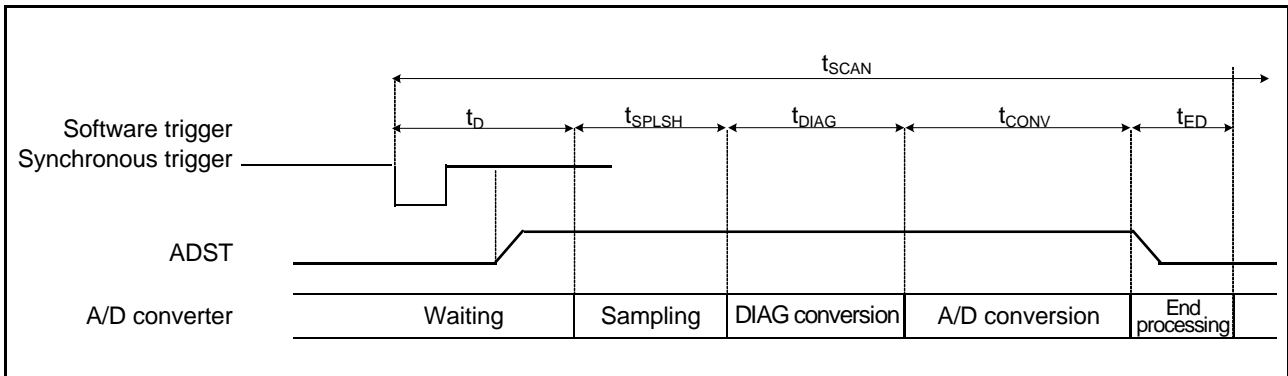 tSCAN
tD tSPLSH tDIAG tCONV tED
Software trigger
Synchronous trigger
ADST
A/D converter Waiting Sampling DIAG conversion A/D conversion End processing